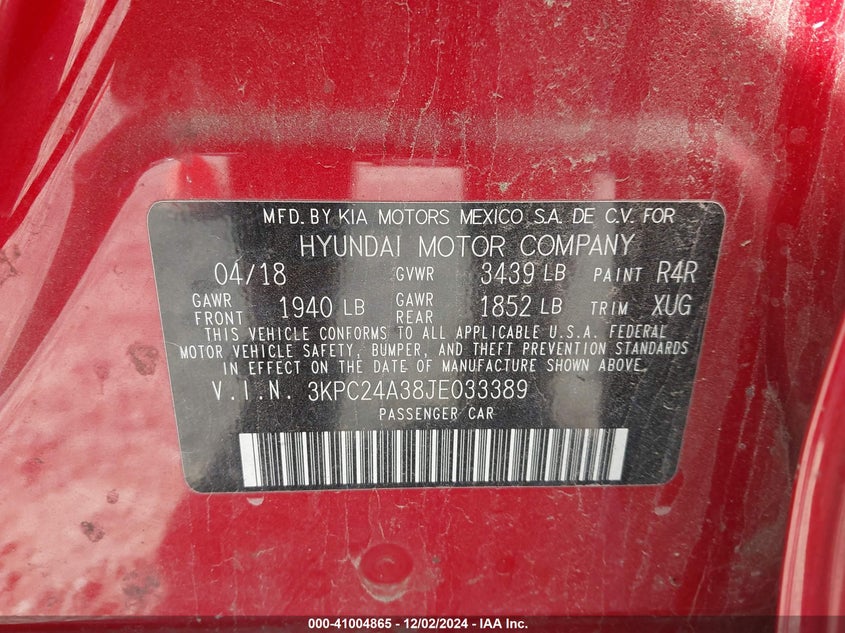 MFD. BY KIA MOTORS MEXICO S.A. DE C.V. FOR
HYUNDAI MOTOR COMPANY
04/18 GVWR 3439 LB PAINT R4R
GAWR FRONT 1940 LB GAWR REAR 1852 LB TRIM XUG
THIS VEHICLE CONFORMS TO ALL APPLICABLE U.S.A. FEDERAL
MOTOR VEHICLE SAFETY, BUMPER, AND THEFT PREVENTION STANDARDS
IN EFFECT ON THE DATE OF MANUFACTURE SHOWN ABOVE.
V.I.N. 3KPC24A38JE033389
PASSENGER CAR
000-41004865 - 12/02/2024 - IAA Inc.